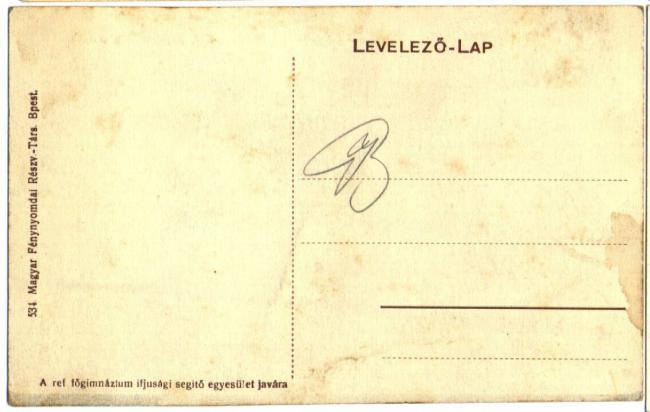 LEVELEZŐ-LAP
534 Magyar Fénynyomdai Részv.-Társ. Bpest.
A ref főgimnázium ifjusági segitő egyesület javára